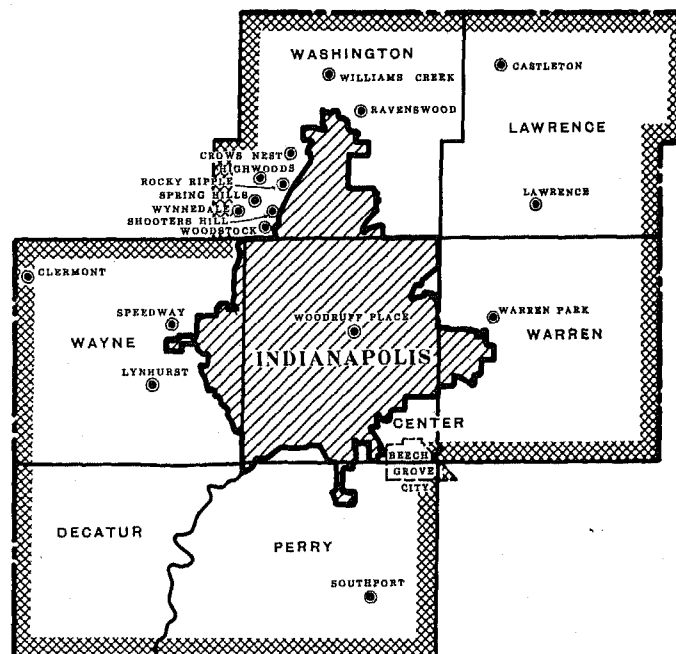 WASHINGTON
WILLIAMS CREEK
CASTLETON
RAVENSWOOD
LAWRENCE
CROWS NEST
HIGHWOODS
ROCKY RIPPLE
SPRING HILLS
LAWRENCE
WYNNEDALE
SHOOTERS HILL
WOODSTOCK
CLERMONT
SPEEDWAY
WOODRUFF PLACE
WARREN PARK
WAYNE
WARREN
INDIANAPOLIS
LYNHURST
CENTER
BEECH
GROVE
CITY
DECATUR
PERRY
SOUTHPORT